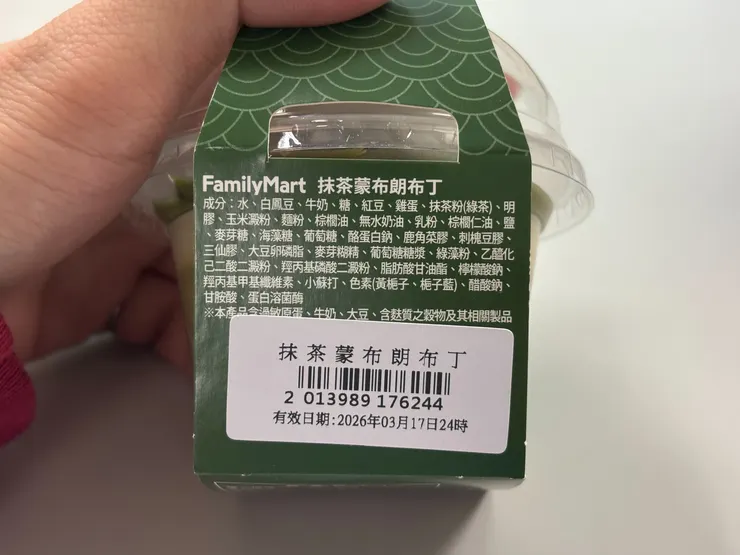 FamilyMart 抹茶蒙布朗布丁
成分：水、白鳳豆、牛奶、糖、紅豆、雞蛋、抹茶粉(綠茶)、明
膠、玉米澱粉、麵粉、棕櫚油、無水奶油、乳粉、棕櫚仁油、鹽
、麥芽糖、海藻糖、葡萄糖、酪蛋白鈉、鹿角菜膠、刺槐豆膠、
三仙膠、大豆卵磷脂、麥芽糊精、葡萄糖糖漿、綠藻粉、乙醯化
己二酸二澱粉、羥丙基磷酸二澱粉、脂肪酸甘油酯、檸檬酸鈉、
羥丙基甲基纖維素、小蘇打、色素(黃梔子、梔子藍)、醋酸鈉、
甘胺酸、蛋白溶菌酶
※本產品含過敏原蛋、牛奶、大豆、含麩質之穀物及其相關製品
抹茶蒙布朗布丁
2 013989 176244
有效日期:2026年03月17日24時